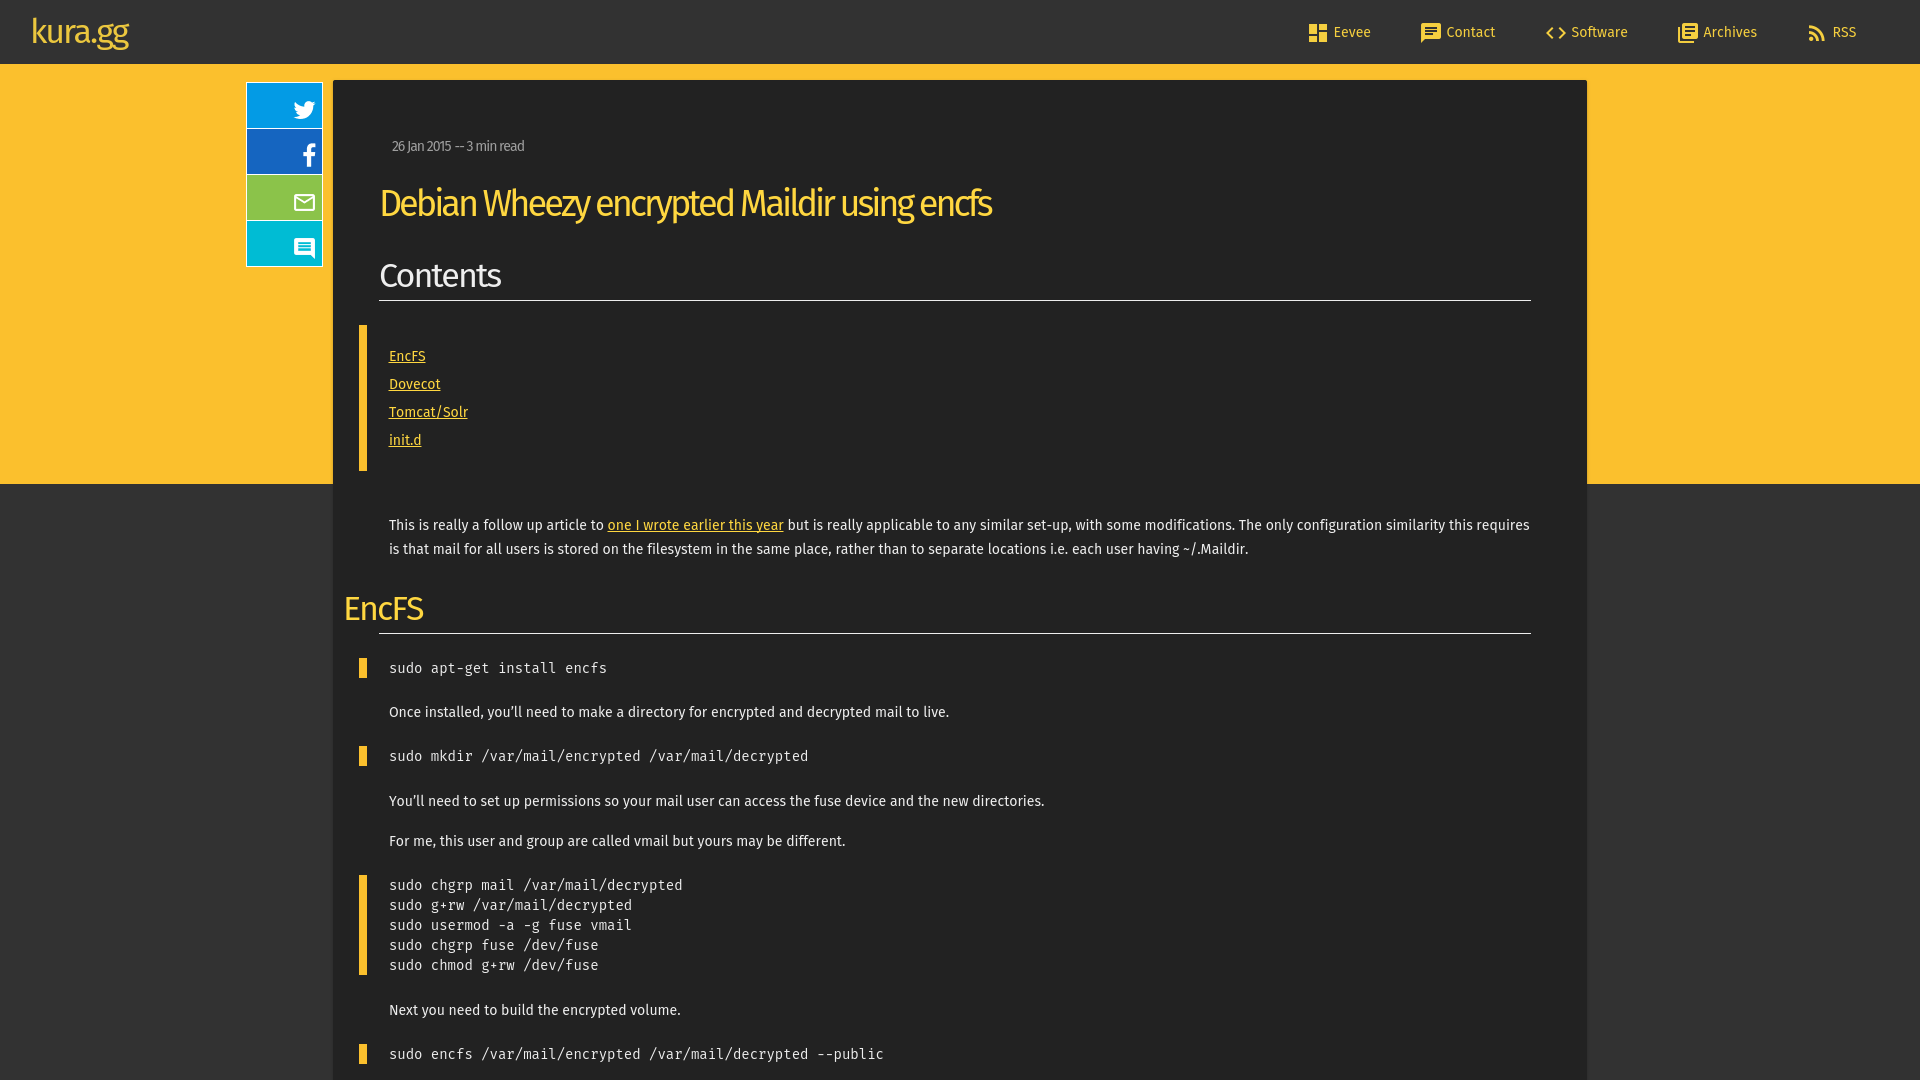 kura.gg
Eevee
Contact
Software
Archives
RSS
26 Jan 2015 -- 3 min read
Debian Wheezy encrypted Maildir using encfs
Contents
EncFS
Dovecot
Tomcat/Solr
init.d
This is really a follow up article to one I wrote earlier this year but is really applicable to any similar set-up, with some modifications. The only configuration similarity this requires
is that mail for all users is stored on the filesystem in the same place, rather than to separate locations i.e. each user having ~/.Maildir.
EncFS
sudo apt-get install encfs
Once installed, you’ll need to make a directory for encrypted and decrypted mail to live.
sudo mkdir /var/mail/encrypted /var/mail/decrypted
You’ll need to set up permissions so your mail user can access the fuse device and the new directories.
For me, this user and group are called vmail but yours may be different.
sudo chgrp mail /var/mail/decrypted
sudo g+rw /var/mail/decrypted
sudo usermod -a -g fuse vmail
sudo chgrp fuse /dev/fuse
sudo chmod g+rw /dev/fuse
Next you need to build the encrypted volume.
sudo encfs /var/mail/encrypted /var/mail/decrypted --public